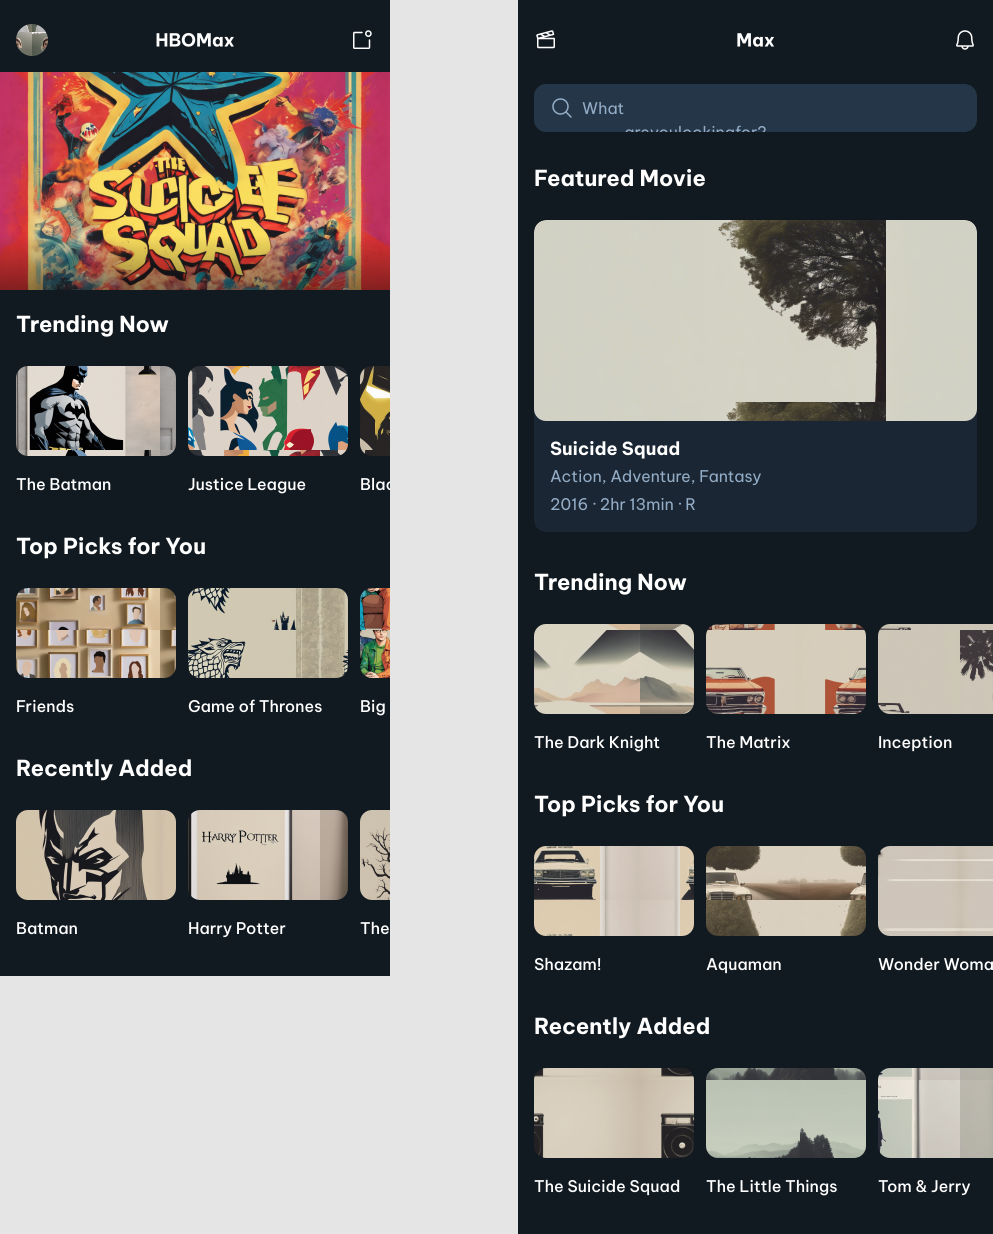 HBOMax
THE
SUICIDE
SQUAD
Trending Now
The Batman
Justice League
Blac
Top Picks for You
Friends
Game of Thrones
Big
Recently Added
HARRY POTTER
Batman
Harry Potter
The
Max
What
Featured Movie
Suicide Squad
Action, Adventure, Fantasy
2016 · 2hr 13min · R
Trending Now
The Dark Knight
The Matrix
Inception
Top Picks for You
Shazam!
Aquaman
Wonder Woma
Recently Added
The Suicide Squad
The Little Things
Tom & Jerry